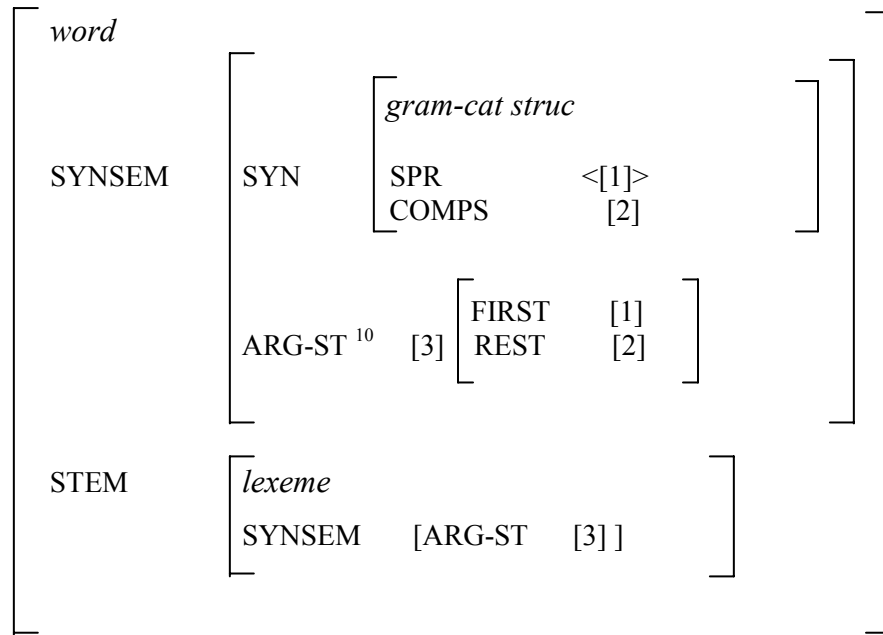 word
gram-cat struc
SYNSEM SYN SPR <[1]>
COMPS [2]
FIRST [1]
ARG-ST 10 [3] REST [2]
STEM lexeme
SYNSEM [ARG-ST [3] ]